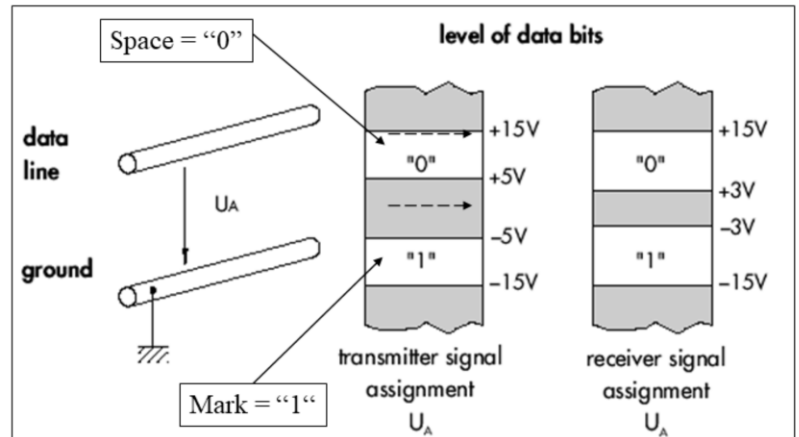 Space = “0”
level of data bits
data
line
UA
ground
+15V
"0"
+5V
–5V
"1"
–15V
transmitter signal
assignment
UA
+15V
"0"
+3V
–3V
"1"
–15V
receiver signal
assignment
UA
Mark = “1“